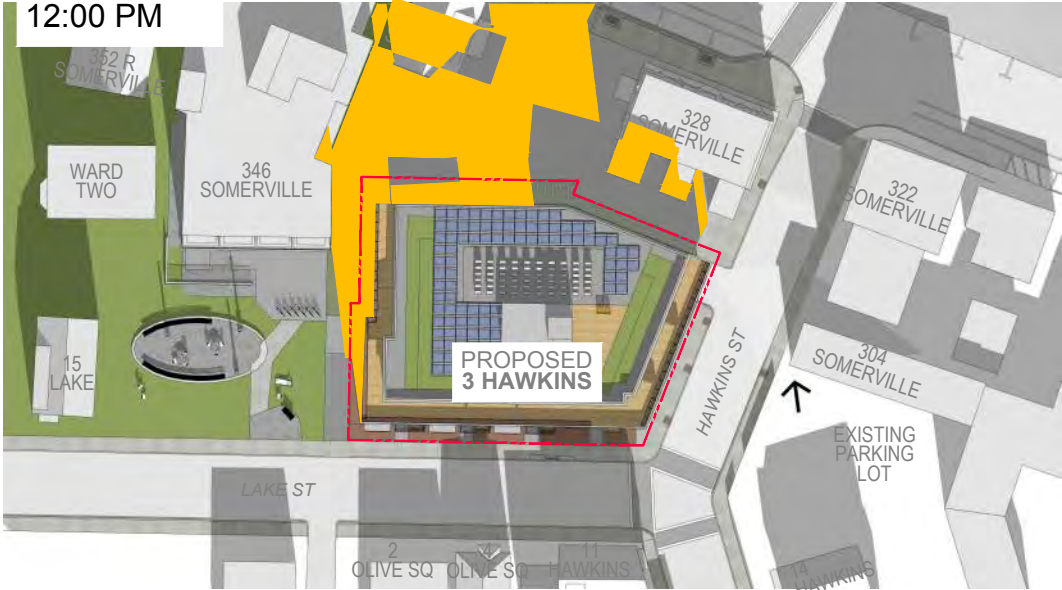 12:00 PM
352 R
SOMERVILLE
WARD
TWO
346
SOMERVILLE
328
SOMERVILLE
322
SOMERVILLE
15
LAKE
PROPOSED
3 HAWKINS
HAWKINS ST
304
SOMERVILLE
EXISTING
PARKING
LOT
LAKE ST
2
OLIVE SQ
4
OLIVE SQ
11
HAWKINS
14
HAWKINS